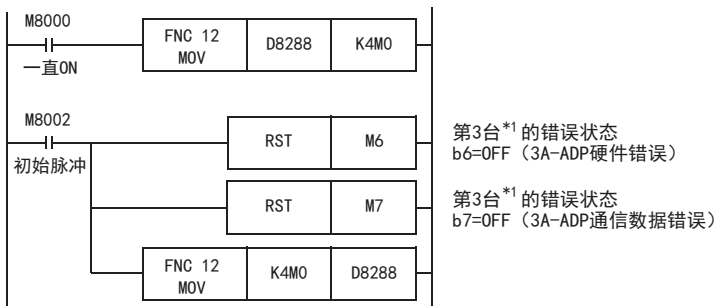 M8000
一直ON
FNC 12
MOV
D8288
K4M0
M8002
初始脉冲
RST
M6
第3台*1的错误状态
b6=OFF（3A-ADP硬件错误）
RST
M7
第3台*1的错误状态
b7=OFF（3A-ADP通信数据错误）
FNC 12
MOV
K4M0
D8288